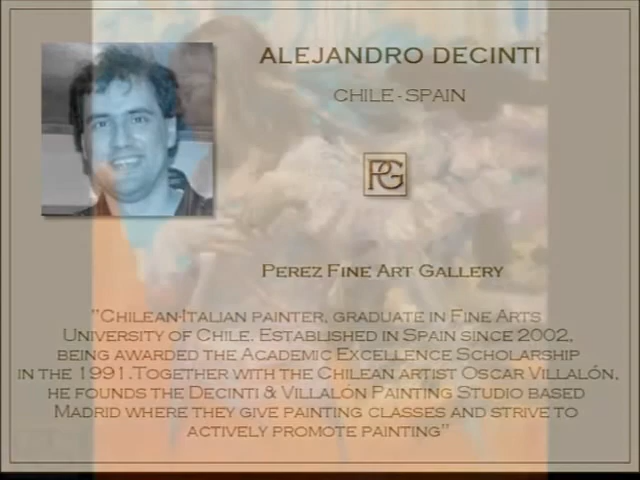 ALEJANDRO DECINTI
CHILE - SPAIN
PG
PEREZ FINE ART GALLERY
"CHILEAN-ITALIAN PAINTER, GRADUATE IN FINE ARTS
UNIVERSITY OF CHILE. ESTABLISHED IN SPAIN SINCE 2002,
BEING AWARDED THE ACADEMIC EXCELLENCE SCHOLARSHIP
IN THE 1991.TOGETHER WITH THE CHILEAN ARTIST OSCAR VILLALÓN,
HE FOUNDS THE DECINTI & VILLALÓN PAINTING STUDIO BASED
MADRID WHERE THEY GIVE PAINTING CLASSES AND STRIVE TO
ACTIVELY PROMOTE PAINTING"